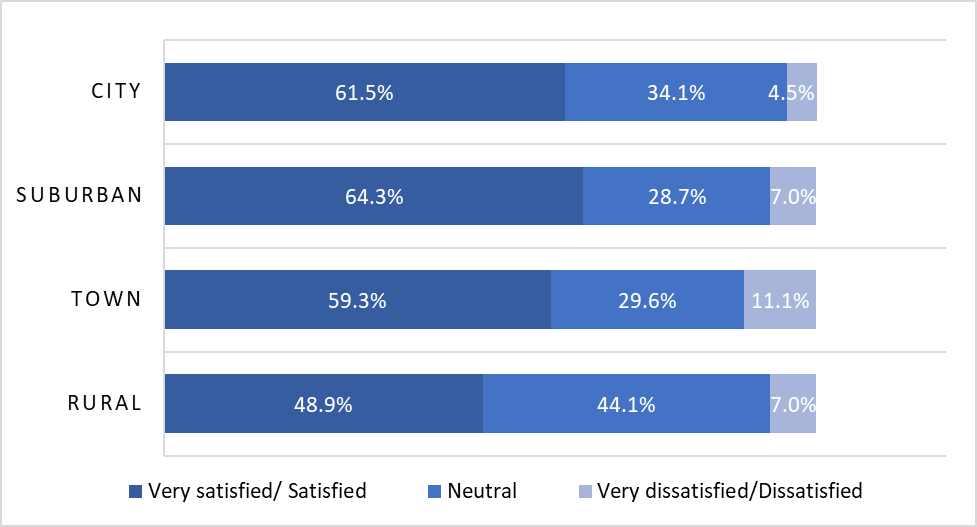 CITY 61.5% 34.1% 4.5%
SUBURBAN 64.3% 28.7% 7.0%
TOWN 59.3% 29.6% 11.1%
RURAL 48.9% 44.1% 7.0%
Very satisfied/ Satisfied Neutral Very dissatisfied/Dissatisfied